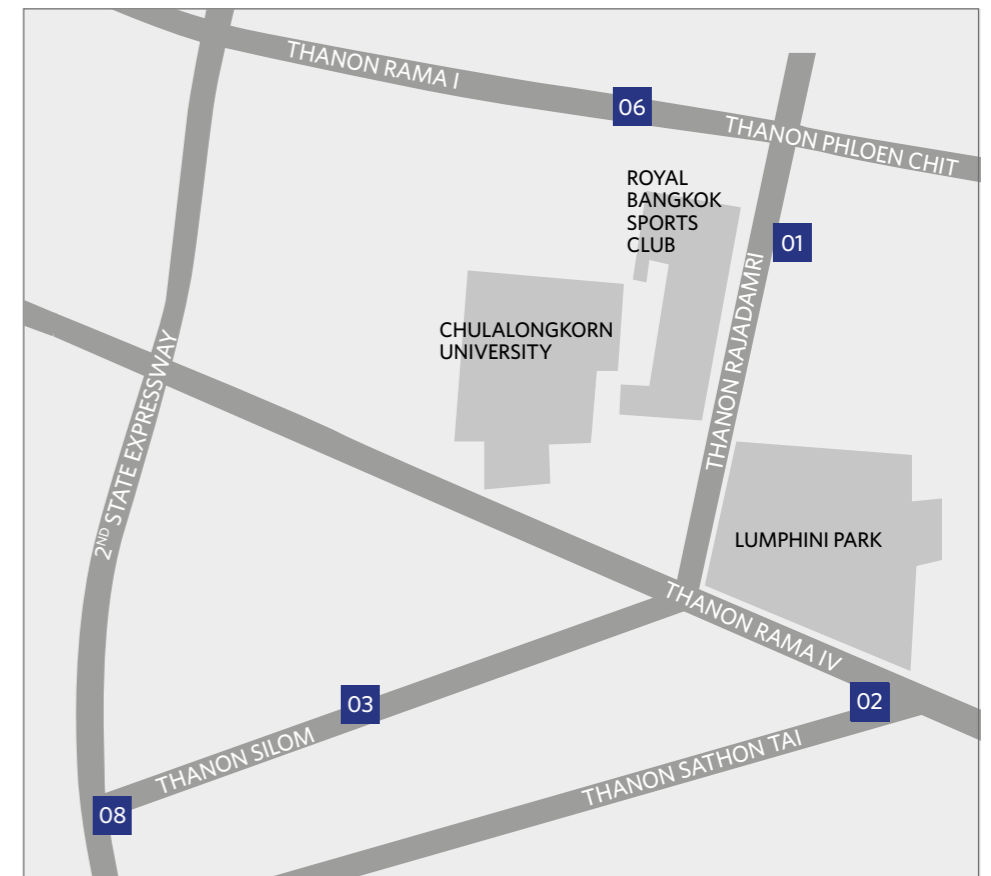 THANON RAMA I
06
THANON PHLOEN CHIT
ROYAL
BANGKOK
SPORTS
CLUB
01
THANON RAJADAMRI
CHULALONGKORN
UNIVERSITY
2ND STATE EXPRESSWAY
LUMPHINI PARK
THANON RAMA IV
02
03
THANON SILOM
THANON SATHON TAI
08